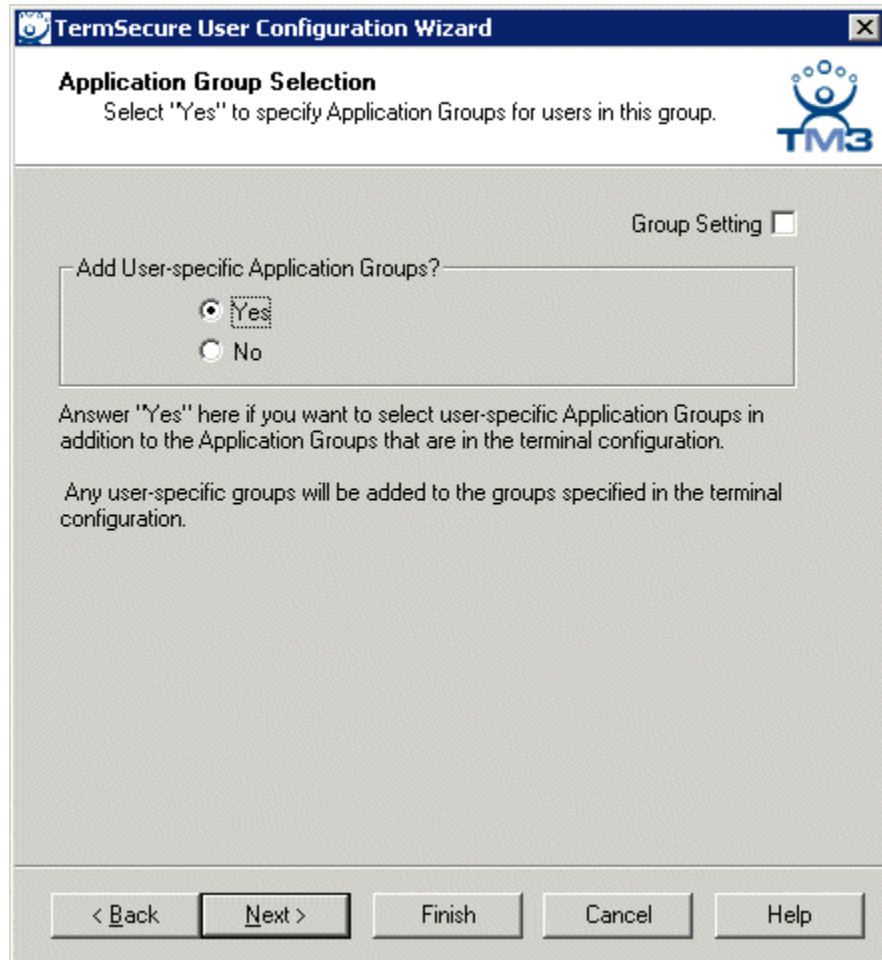 TermSecure User Configuration Wizard
Application Group Selection
Select "Yes" to specify Application Groups for users in this group.
TM3
Group Setting
Add User-specific Application Groups?
Yes
No
Answer "Yes" here if you want to select user-specific Application Groups in
addition to the Application Groups that are in the terminal configuration.
Any user-specific groups will be added to the groups specified in the terminal
configuration.
< Back Next > Finish Cancel Help